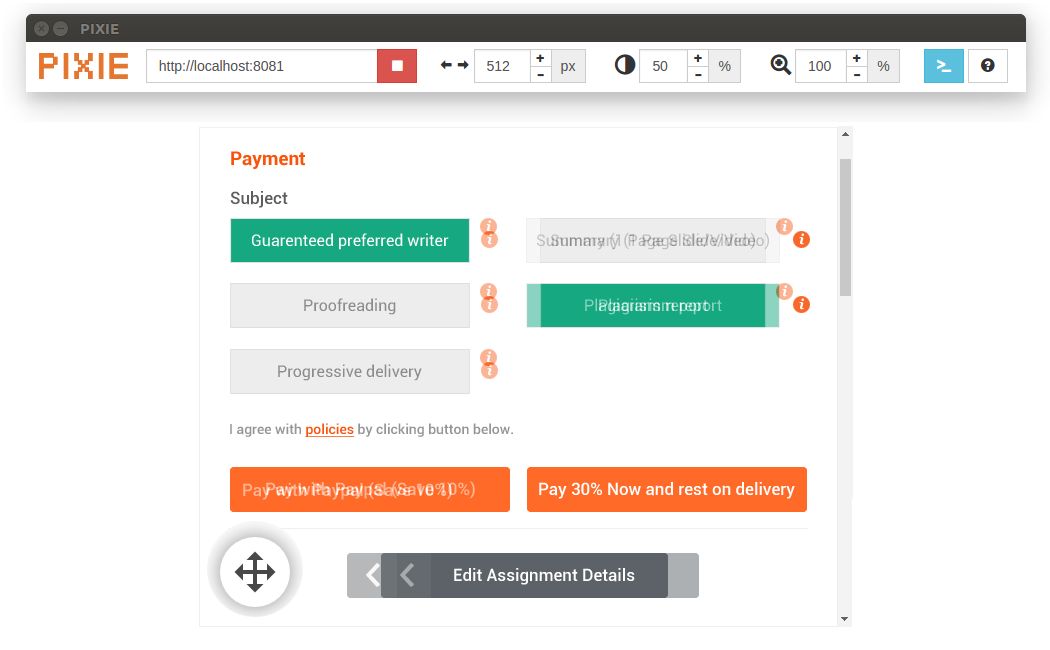 PIXIE
PIXIE
http://localhost:8081
512
+
-
px
50
+
-
%
100
+
-
%
>_
?
Payment
Subject
Guarenteed preferred writer
Summary (1 Page Slide/Video)
Proofreading
Plagiarism report
Progressive delivery
I agree with policies by clicking button below.
Pay with Paypal (Save 10%)
Pay 30% Now and rest on delivery
Edit Assignment Details